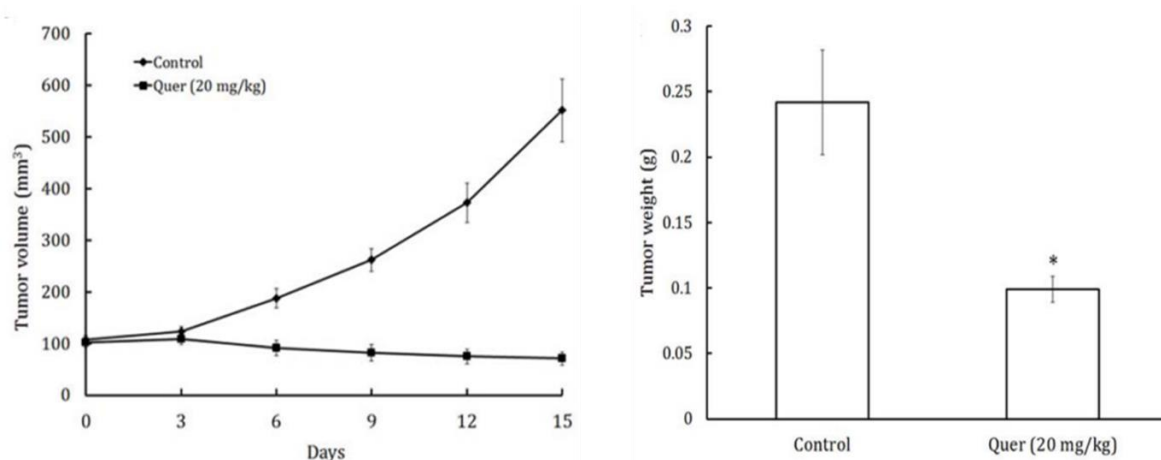 700
600
500
400
300
200
100
0
Tumor volume (mm³)
Control
Quer (20 mg/kg)
0 3 6 9 12 15
Days
0.3
0.25
0.2
0.15
0.1
0.05
0
Tumor weight (g)
*
Control Quer (20 mg/kg)